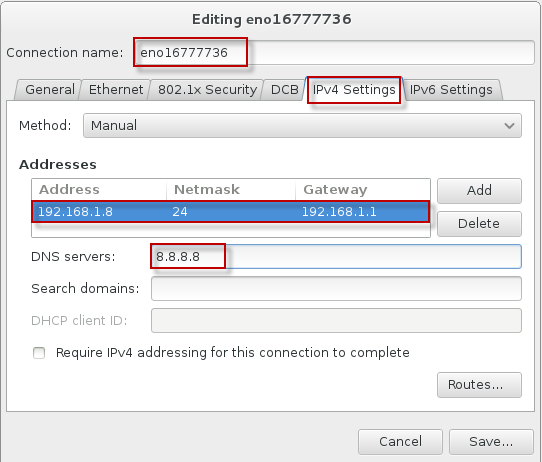 Editing eno16777736
Connection name: eno16777736
General Ethernet 802.1x Security DCB IPv4 Settings IPv6 Settings
Method: Manual
Addresses
Address Netmask Gateway
192.168.1.8 24 192.168.1.1
Add
Delete
DNS servers: 8.8.8.8
Search domains:
DHCP client ID:
Require IPv4 addressing for this connection to complete
Routes...
Cancel Save...